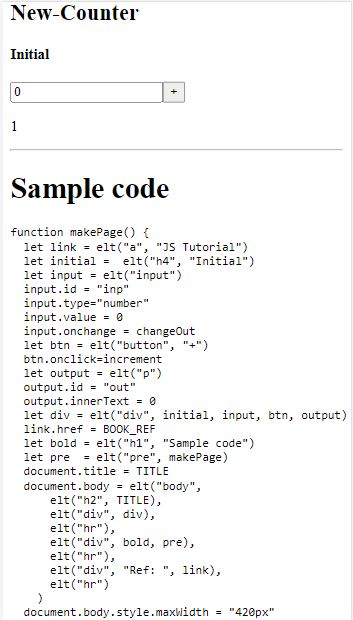 New-Counter
Initial
0 +
1
Sample code
function makePage() {
  let link = elt("a", "JS Tutorial")
  let initial =  elt("h4", "Initial")
  let input = elt("input")
  input.id = "inp"
  input.type="number"
  input.value = 0
  input.onchange = changeOut
  let btn = elt("button", "+")
  btn.onclick=increment
  let output = elt("p")
  output.id = "out"
  output.innerText = 0
  let div = elt("div", initial, input, btn, output)
  link.href = BOOK_REF
  let bold = elt("h1", "Sample code")
  let pre  = elt("pre", makePage)
  document.title = TITLE
  document.body = elt("body",
      elt("h2", TITLE),
      elt("div", div),
      elt("hr"),
      elt("div", bold, pre),
      elt("hr"),
      elt("div", "Ref: ", link),
      elt("hr")
    )
  document.body.style.maxWidth = "420px"